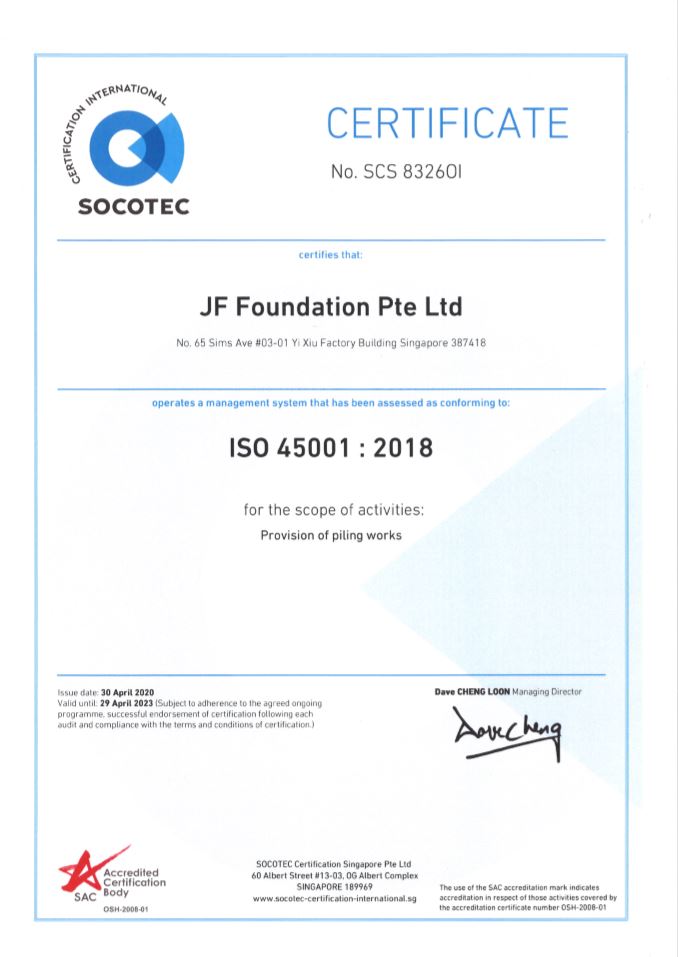 CERTIFICATION INTERNATIONAL
SOCOTEC
CERTIFICATE
No. SCS 8326OI
certifies that:
JF Foundation Pte Ltd
No. 65 Sims Ave #03-01 Yi Xiu Factory Building Singapore 387418
operates a management system that has been assessed as conforming to:
ISO 45001 : 2018
for the scope of activities:
Provision of piling works
Issue date: 30 April 2020
Valid until: 29 April 2023 (Subject to adherence to the agreed ongoing
programme, successful endorsement of certification following each
audit and compliance with the terms and conditions of certification.)
Dave CHENG LOON Managing Director
Dave Cheng
SAC
Accredited
Certification
Body
OSH-2008-01
SOCOTEC Certification Singapore Pte Ltd
60 Albert Street #13-03, OG Albert Complex
SINGAPORE 189969
www.socotec-certification-international.sg
The use of the SAC accreditation mark indicates
accreditation in respect of those activities covered by
the accreditation certificate number OSH-2008-01